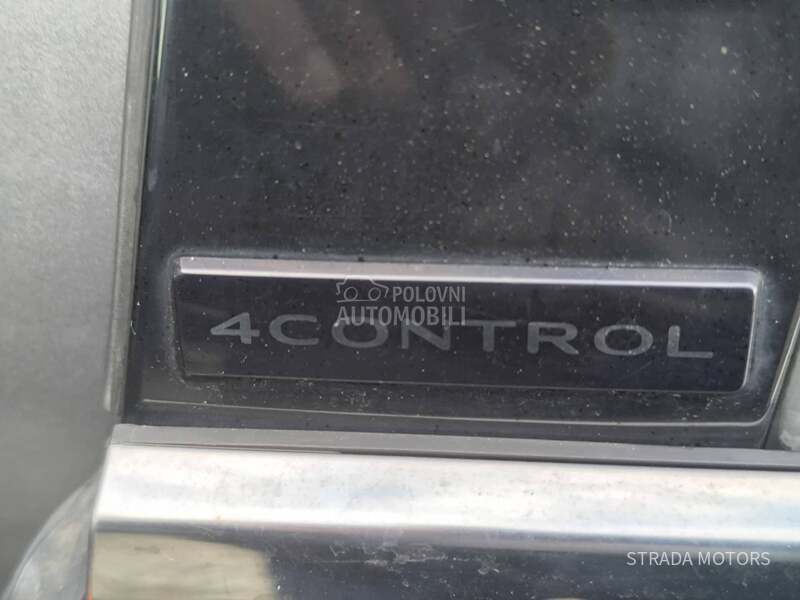 POLOVNI
AUTOMOBILI
4CONTROL
STRADA MOTORS